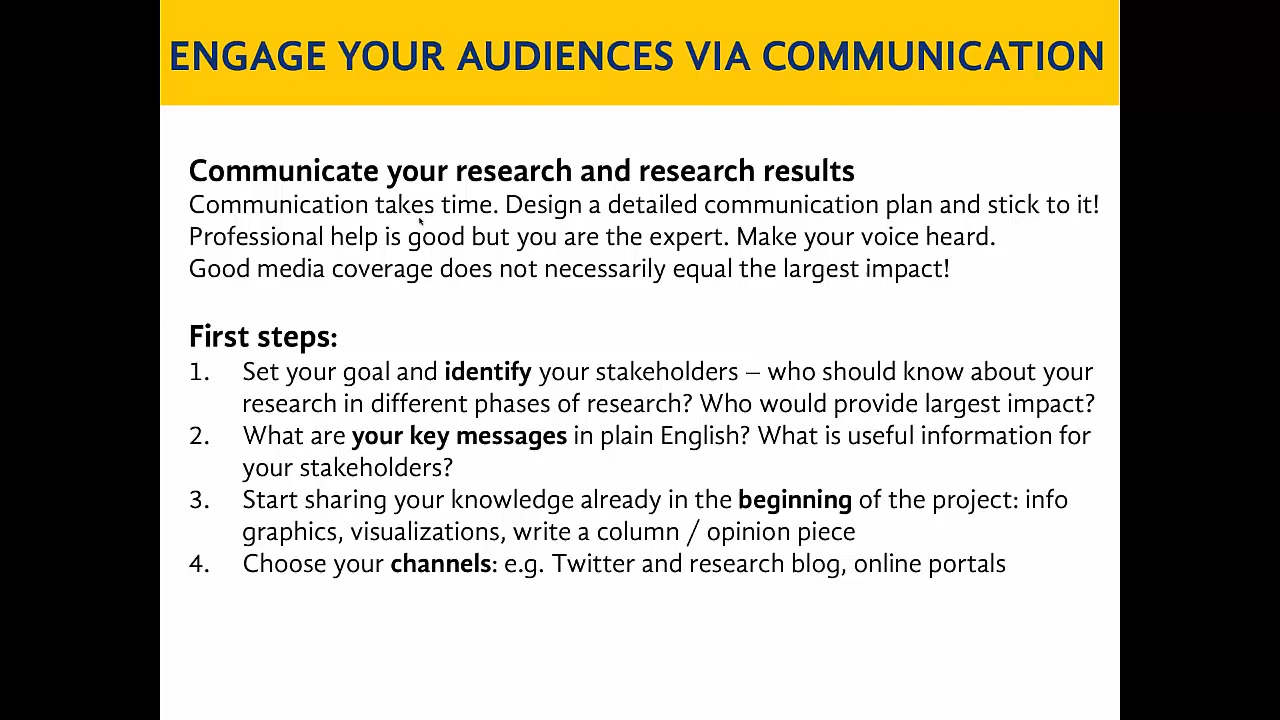 ENGAGE YOUR AUDIENCES VIA COMMUNICATION
Communicate your research and research results
Communication takes time. Design a detailed communication plan and stick to it!
Professional help is good but you are the expert. Make your voice heard.
Good media coverage does not necessarily equal the largest impact!
First steps:
1. Set your goal and identify your stakeholders – who should know about your
research in different phases of research? Who would provide largest impact?
2. What are your key messages in plain English? What is useful information for
your stakeholders?
3. Start sharing your knowledge already in the beginning of the project: info
graphics, visualizations, write a column / opinion piece
4. Choose your channels: e.g. Twitter and research blog, online portals